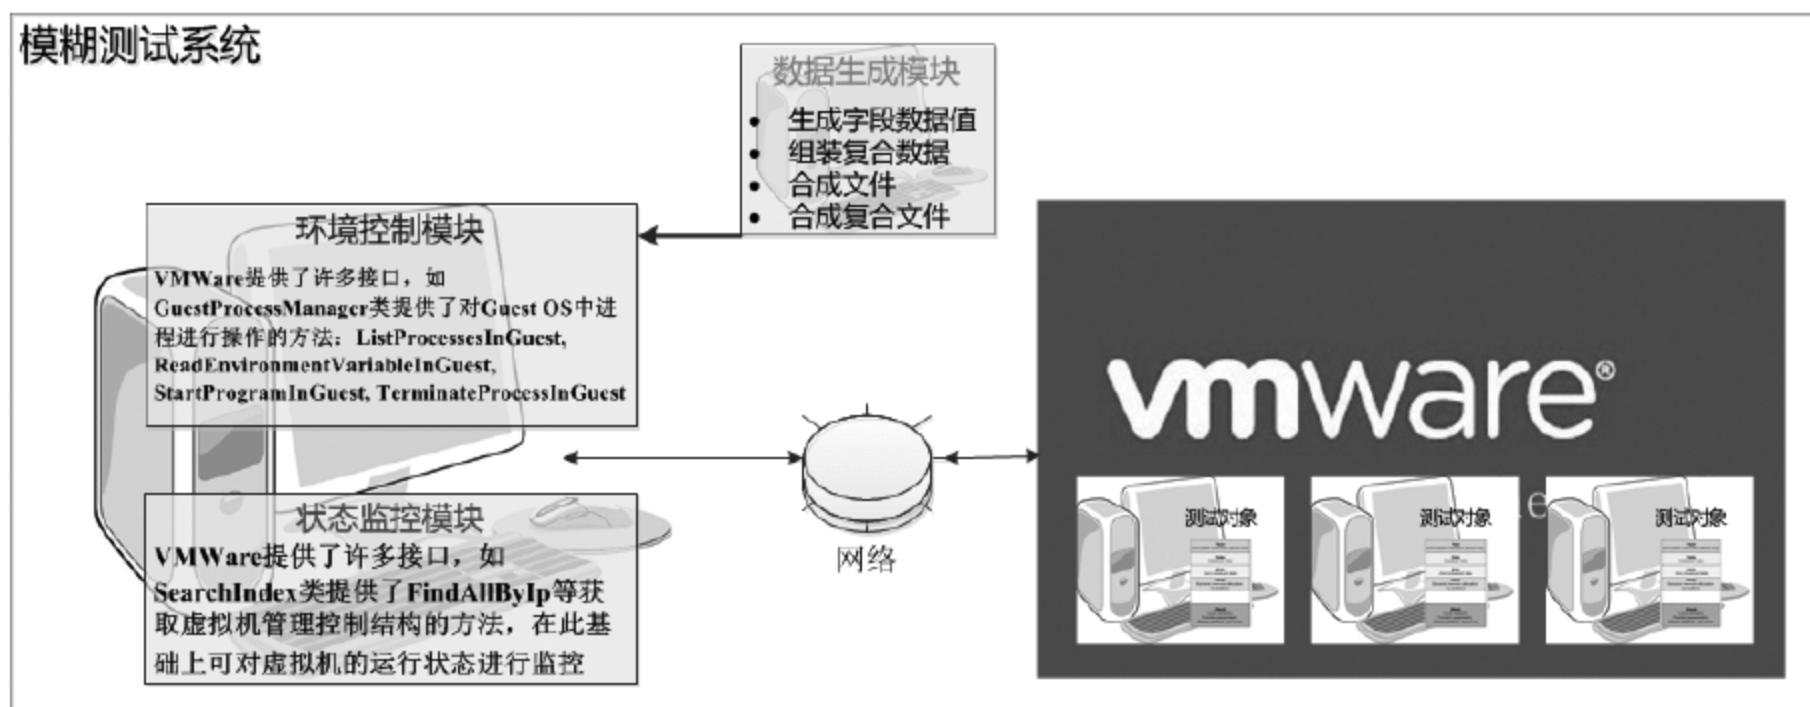 模糊测试系统
数据生成模块
• 生成字段数据值
• 组装复合数据
• 合成文件
• 合成复合文件
环境控制模块
VMWare提供了许多接口，如
GuestProcessManager类提供了对Guest OS中进
程进行操作的方法：ListProcessesInGuest,
ReadEnvironmentVariableInGuest,
StartProgramInGuest, TerminateProcessInGuest
状态监控模块
VMWare提供了许多接口，如
SearchIndex类提供了FindAllByIp等获
取虚拟机管理控制结构的方法，在此基
础上可对虚拟机的运行状态进行监控
网络
vmware®
测试对象
测试对象
测试对象